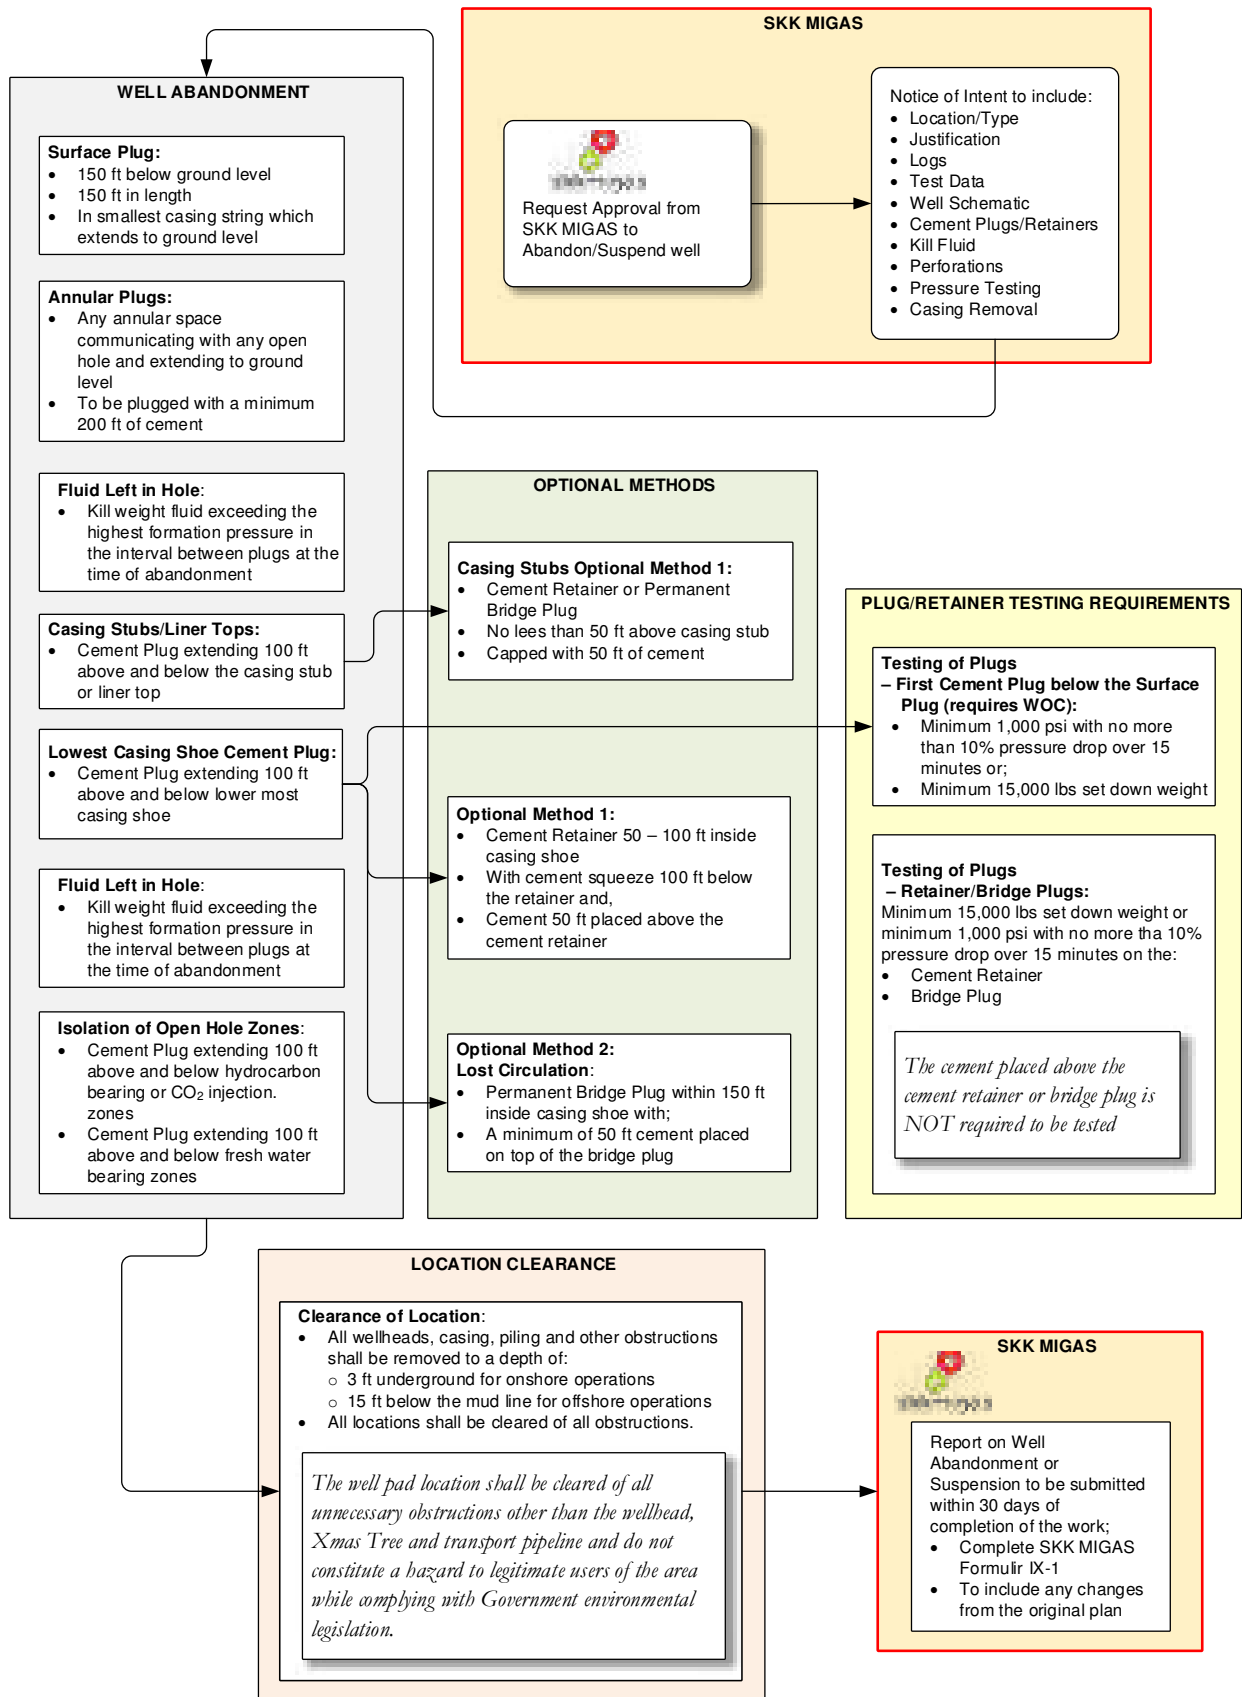 SKK MIGAS
Request Approval from
SKK MIGAS to
Abandon/Suspend well
Notice of Intent to include:
• Location/Type
• Justification
• Logs
• Test Data
• Well Schematic
• Cement Plugs/Retainers
• Kill Fluid
• Perforations
• Pressure Testing
• Casing Removal
WELL ABANDONMENT
Surface Plug:
• 150 ft below ground level
• 150 ft in length
• In smallest casing string which
extends to ground level
Annular Plugs:
• Any annular space
communicating with any open
hole and extending to ground
level
• To be plugged with a minimum
200 ft of cement
Fluid Left in Hole:
• Kill weight fluid exceeding the
highest formation pressure in
the interval between plugs at the
time of abandonment
Casing Stubs/Liner Tops:
• Cement Plug extending 100 ft
above and below the casing stub
or liner top
Lowest Casing Shoe Cement Plug:
• Cement Plug extending 100 ft
above and below lower most
casing shoe
Fluid Left in Hole:
• Kill weight fluid exceeding the
highest formation pressure in
the interval between plugs at
the time of abandonment
Isolation of Open Hole Zones:
• Cement Plug extending 100 ft
above and below hydrocarbon
bearing or CO₂ injection.
zones
• Cement Plug extending 100 ft
above and below fresh water
bearing zones
OPTIONAL METHODS
Casing Stubs Optional Method 1:
• Cement Retainer or Permanent
Bridge Plug
• No lees than 50 ft above casing stub
• Capped with 50 ft of cement
Optional Method 1:
• Cement Retainer 50 – 100 ft inside
casing shoe
• With cement squeeze 100 ft below
the retainer and,
• Cement 50 ft placed above the
cement retainer
Optional Method 2:
Lost Circulation:
• Permanent Bridge Plug within 150 ft
inside casing shoe with;
• A minimum of 50 ft cement placed
on top of the bridge plug
PLUG/RETAINER TESTING REQUIREMENTS
Testing of Plugs
– First Cement Plug below the Surface
Plug (requires WOC):
• Minimum 1,000 psi with no more
than 10% pressure drop over 15
minutes or;
• Minimum 15,000 lbs set down weight
Testing of Plugs
– Retainer/Bridge Plugs:
Minimum 15,000 lbs set down weight or
minimum 1,000 psi with no more tha 10%
pressure drop over 15 minutes on the:
• Cement Retainer
• Bridge Plug
The cement placed above the
cement retainer or bridge plug is
NOT required to be tested
LOCATION CLEARANCE
Clearance of Location:
• All wellheads, casing, piling and other obstructions
shall be removed to a depth of:
○ 3 ft underground for onshore operations
○ 15 ft below the mud line for offshore operations
• All locations shall be cleared of all obstructions.
The well pad location shall be cleared of all
unnecessary obstructions other than the wellhead,
Xmas Tree and transport pipeline and do not
constitute a hazard to legitimate users of the area
while complying with Government environmental
legislation.
SKK MIGAS
Report on Well
Abandonment or
Suspension to be submitted
within 30 days of
completion of the work;
• Complete SKK MIGAS
Formulir IX-1
• To include any changes
from the original plan